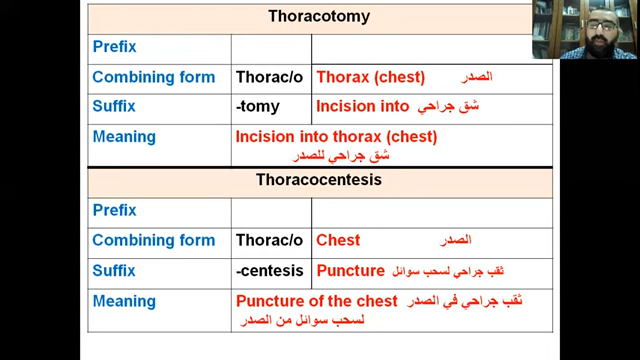 Thoracotomy
Prefix
Combining form Thorac/o Thorax (chest) الصدر
Suffix -tomy Incision into شق جراحي
Meaning Incision into thorax (chest)
شق جراحي للصدر
Thoracocentesis
Prefix
Combining form Thorac/o Chest الصدر
Suffix -centesis Puncture ثقب جراحي لسحب سوائل
Meaning Puncture of the chest ثقب جراحي في الصدر
لسحب سوائل من الصدر